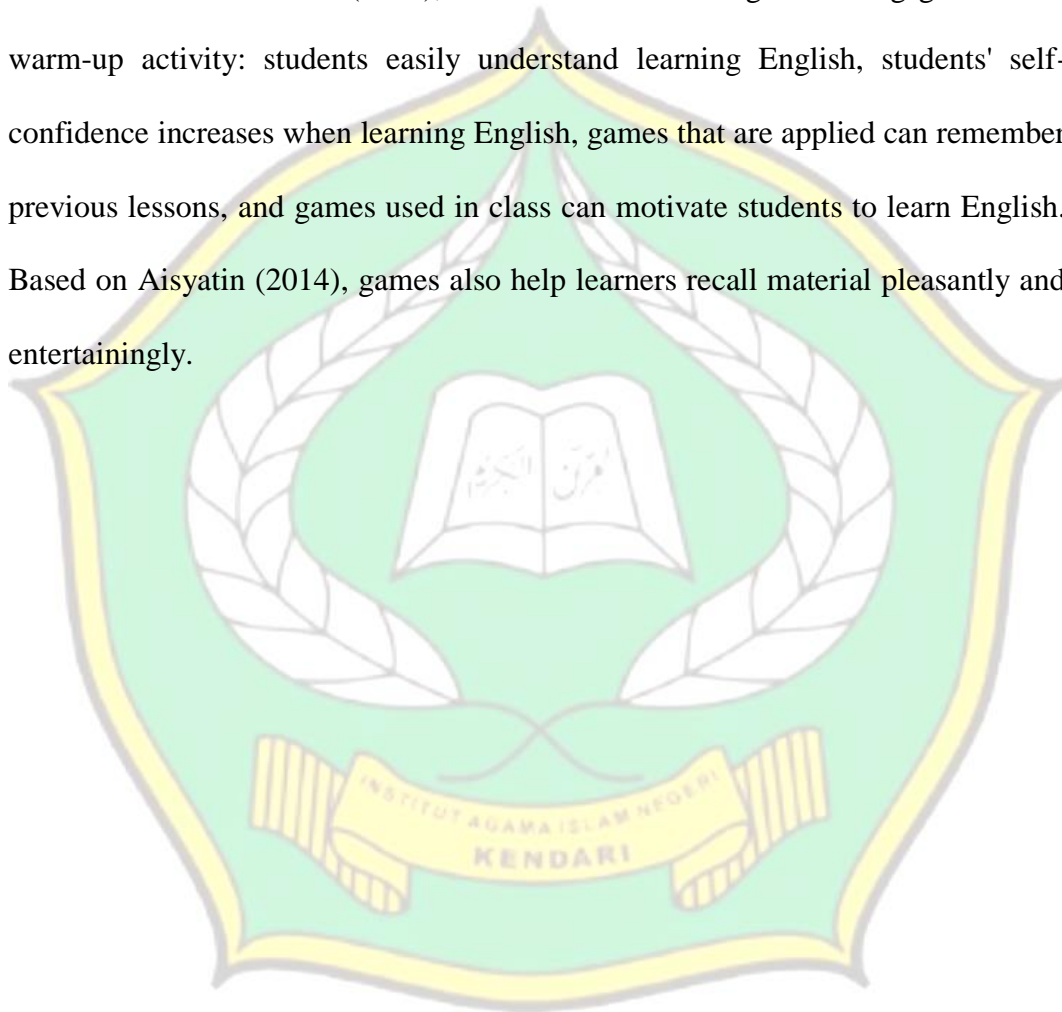 warm-up activity: students easily understand learning English, students' self-
confidence increases when learning English, games that are applied can remember
previous lessons, and games used in class can motivate students to learn English.
Based on Aisyatin (2014), games also help learners recall material pleasantly and
entertainingly.
INSTITUT AGAMA ISLAM NEGERI
KENDARI